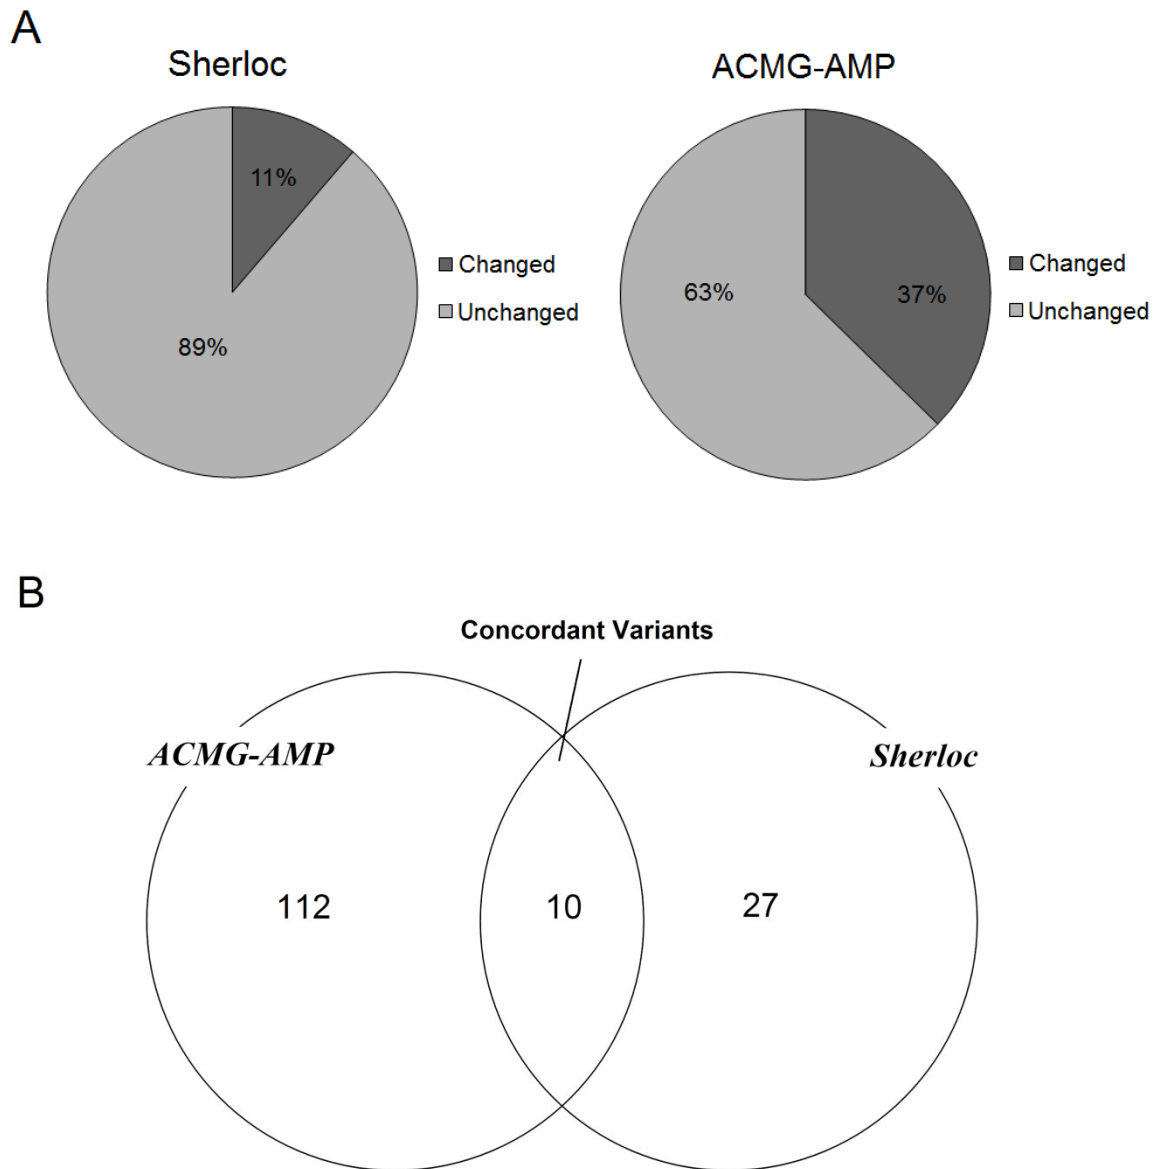 A
Sherloc
11%
89%
Changed
Unchanged
ACMG-AMP
63%
37%
Changed
Unchanged
B
Concordant Variants
ACMG-AMP
Sherloc
112
10
27